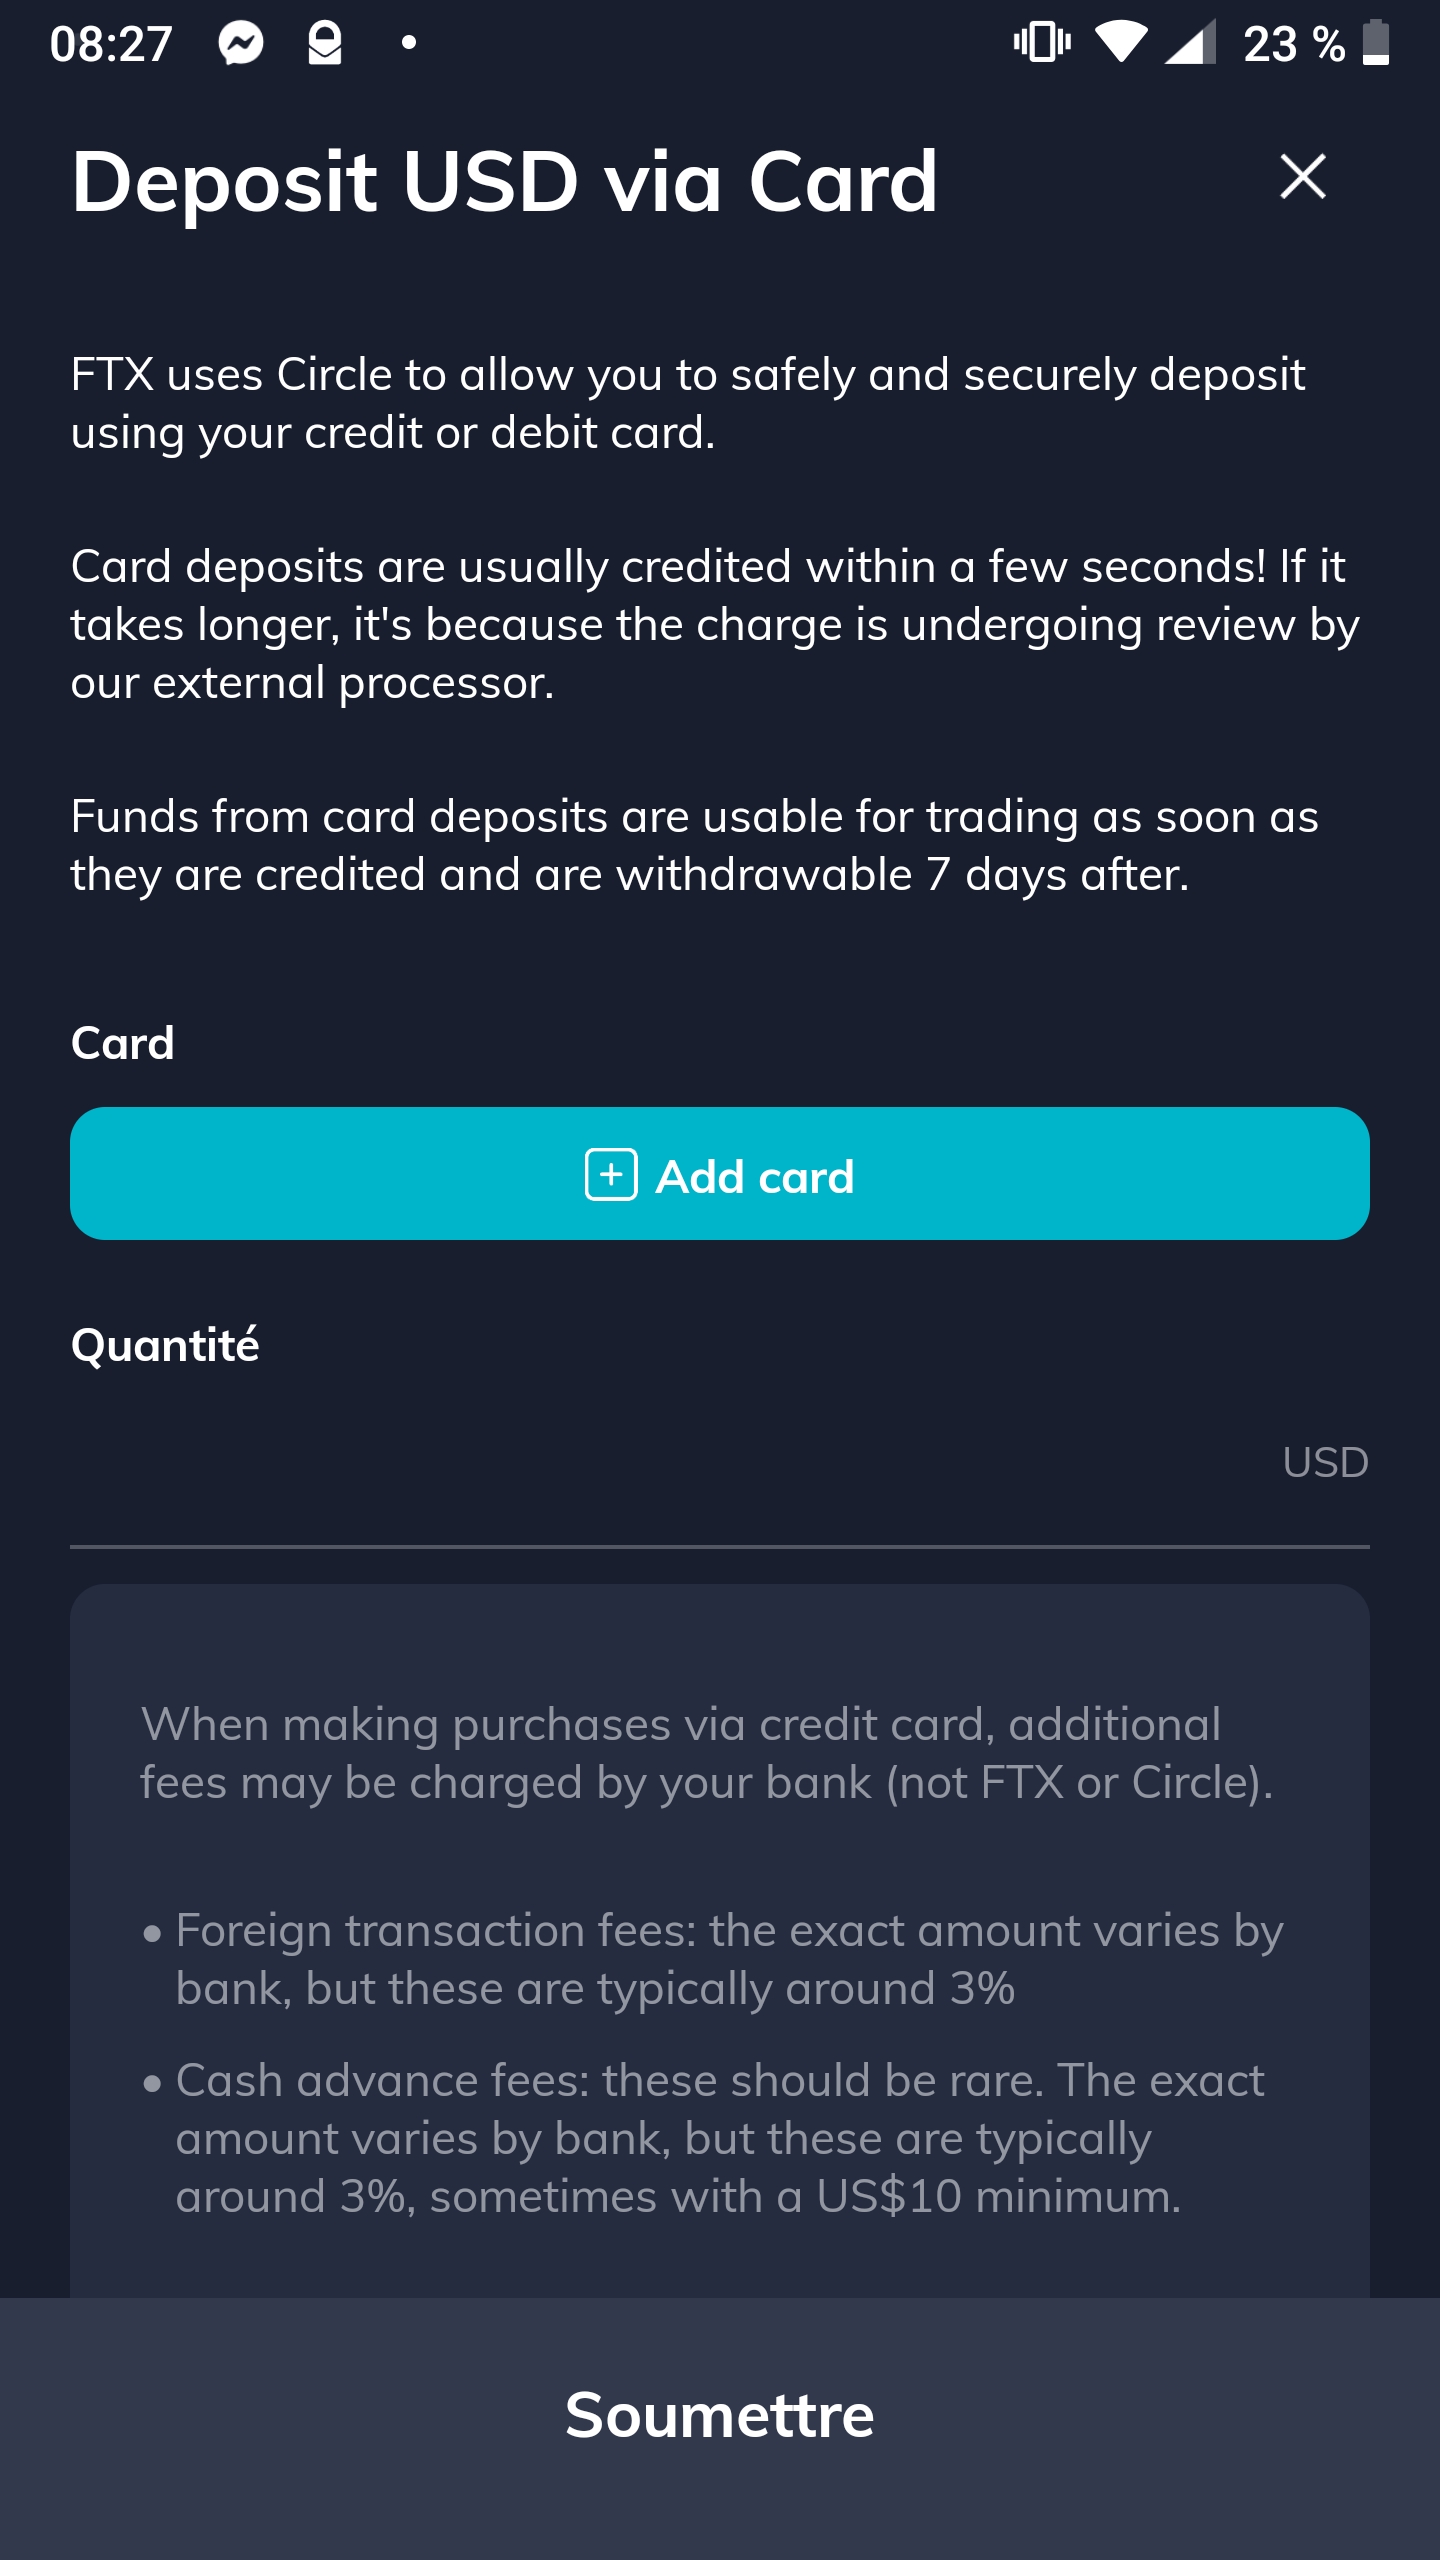 08:27
23 %
Deposit USD via Card
FTX uses Circle to allow you to safely and securely deposit
using your credit or debit card.
Card deposits are usually credited within a few seconds! If it
takes longer, it's because the charge is undergoing review by
our external processor.
Funds from card deposits are usable for trading as soon as
they are credited and are withdrawable 7 days after.
Card
Add card
Quantité
USD
When making purchases via credit card, additional
fees may be charged by your bank (not FTX or Circle).
• Foreign transaction fees: the exact amount varies by
bank, but these are typically around 3%
• Cash advance fees: these should be rare. The exact
amount varies by bank, but these are typically
around 3%, sometimes with a US$10 minimum.
Soumettre